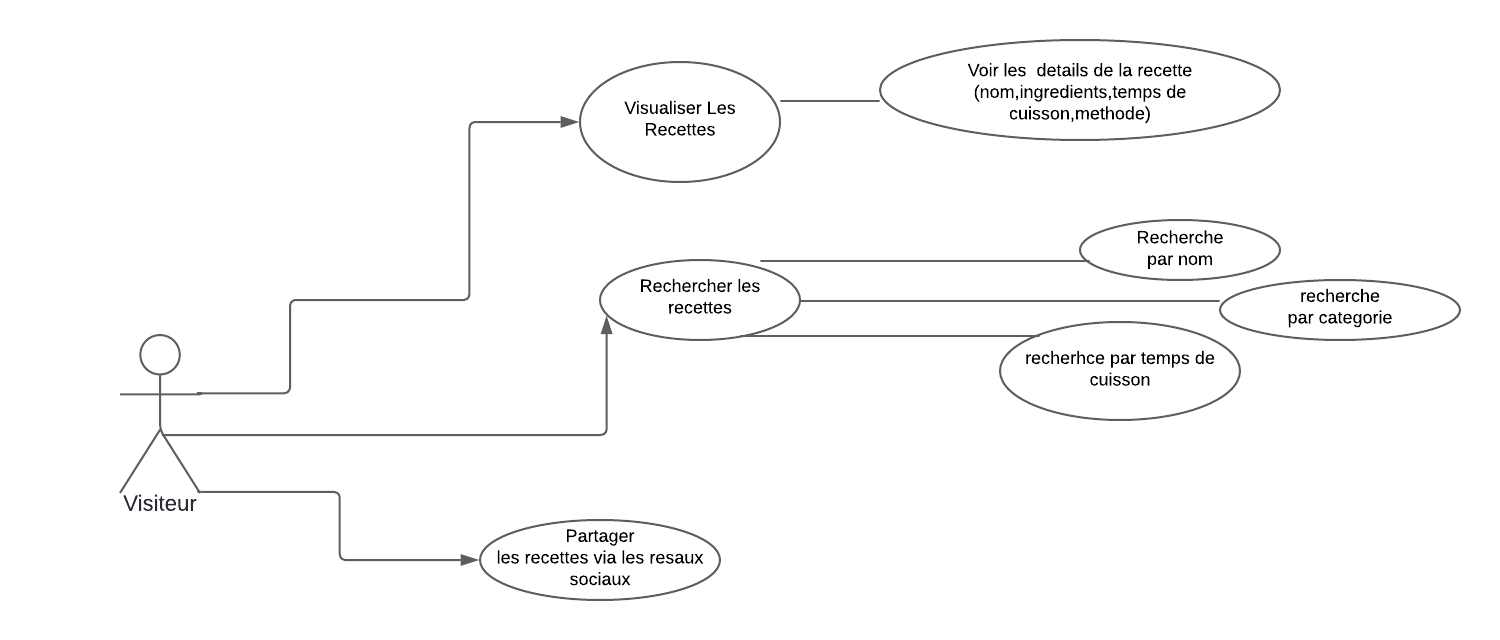 Visualiser Les
Recettes
Voir les  details de la recette
(nom,ingredients,temps de
cuisson,methode)
Rechercher les
recettes
Recherche
par nom
recherche
par categorie
recherhce par temps de
cuisson
Visiteur
Partager
les recettes via les resaux
sociaux